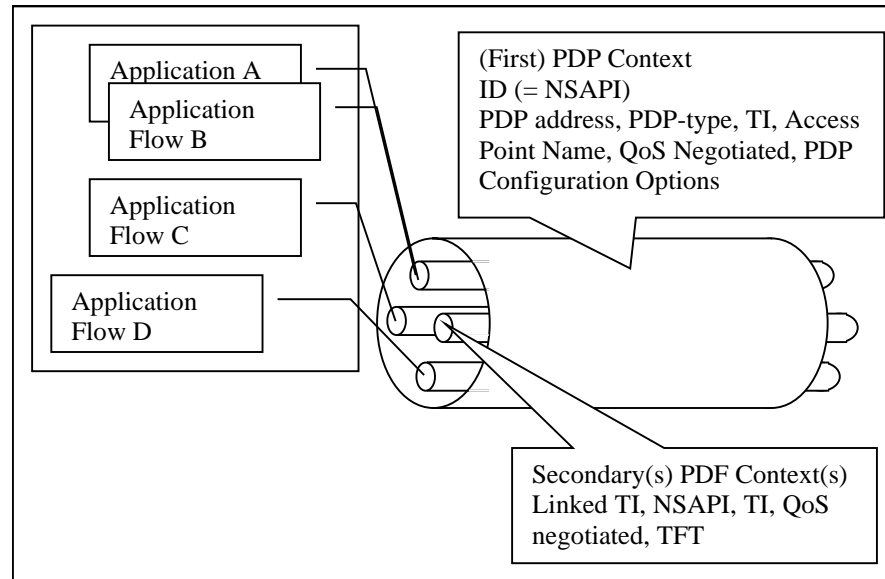 Application A
Application
Flow B
Application
Flow C
Application
Flow D
(First) PDP Context
ID (= NSAPI)
PDP address, PDP-type, TI, Access
Point Name, QoS Negotiated, PDP
Configuration Options
Secondary(s) PDF Context(s)
Linked TI, NSAPI, TI, QoS
negotiated, TFT